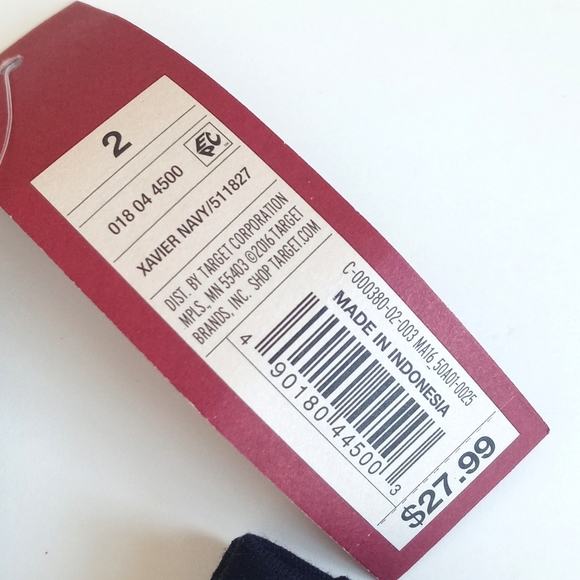 2
018 04 4500
EPC
XAVIER NAVY/511827
DIST. BY TARGET CORPORATION
MPLS., MN 55403 ©2016 TARGET
BRANDS, INC. SHOP TARGET.COM
C-000380-02-003 MA16_50A01-0025
MADE IN INDONESIA
4 90180 44500 3
$27.99